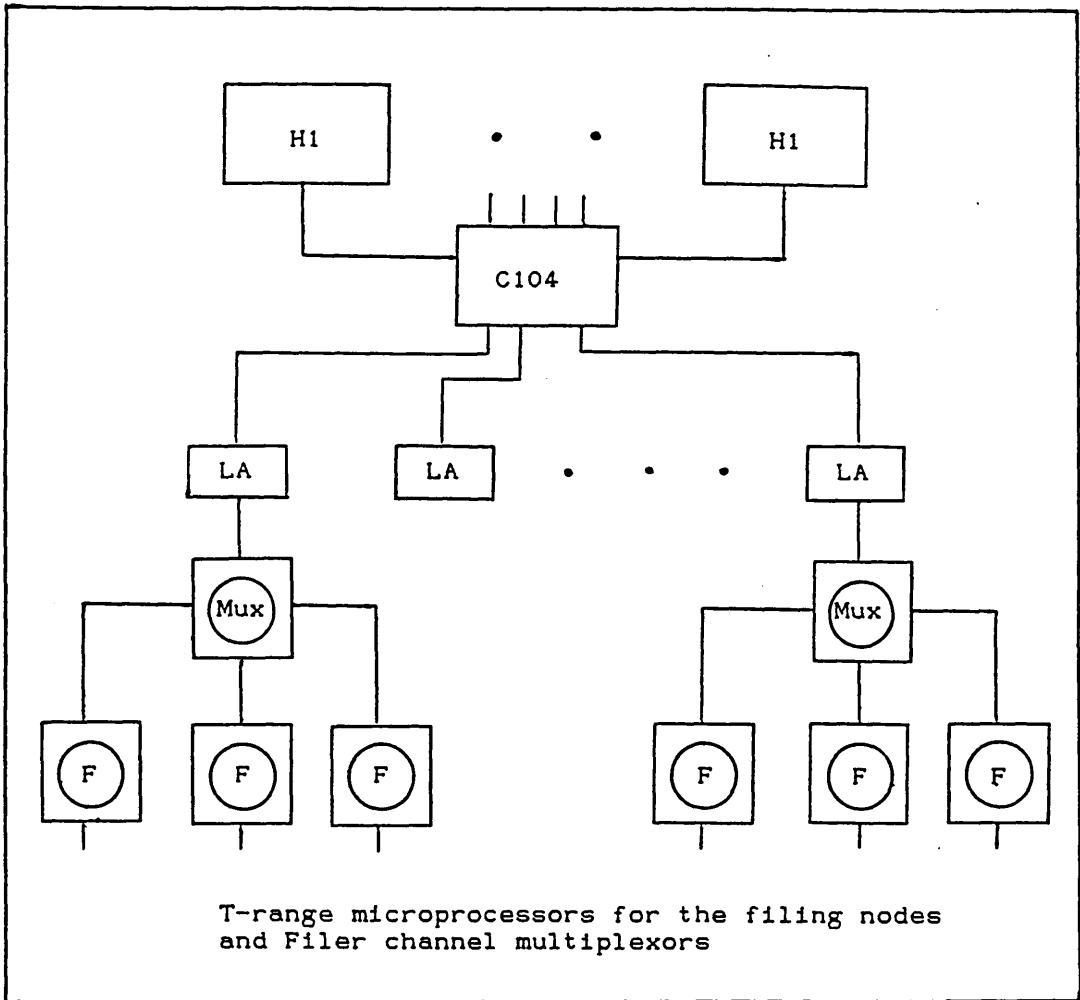 H1
H1
C104
LA
LA
LA
Mux
Mux
F
F
F
F
F
F
T-range microprocessors for the filing nodes
and Filer channel multiplexors